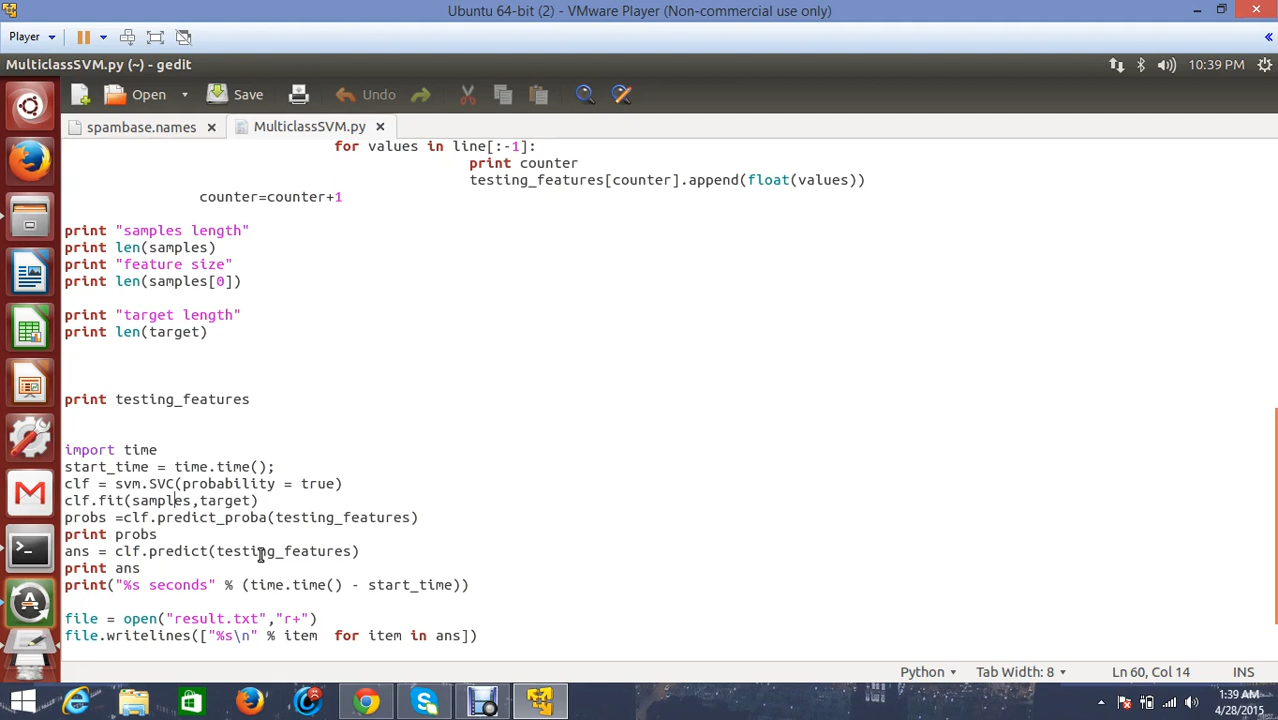 Ubuntu 64-bit (2) - VMware Player (Non-commercial use only)
Player
MulticlassSVM.py (~) - gedit
10:39 PM
Open
Save
Undo
spambase.names
MulticlassSVM.py
for values in line[:-1]:
print counter
testing_features[counter].append(float(values))
counter=counter+1
print "samples length"
print len(samples)
print "feature size"
print len(samples[0])
print "target length"
print len(target)
print testing_features
import time
start_time = time.time();
clf = svm.SVC(probability = true)
clf.fit(samples,target)
probs =clf.predict_proba(testing_features)
print probs
ans = clf.predict(testing_features)
print ans
print("%s seconds" % (time.time() - start_time))
file = open("result.txt","r+")
file.writelines(["%s\n" % item  for item in ans])
Python
Tab Width: 8
Ln 60, Col 14
INS
1:39 AM
4/28/2015